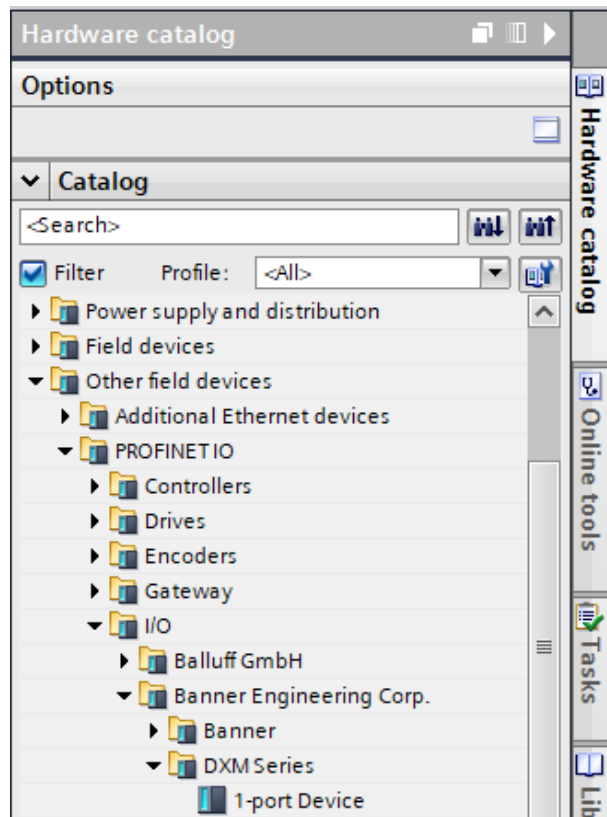 Hardware catalog
Options
Catalog
<Search>
Filter Profile: <All>
Power supply and distribution
Field devices
Other field devices
Additional Ethernet devices
PROFINET IO
Controllers
Drives
Encoders
Gateway
I/O
Balluff GmbH
Banner Engineering Corp.
Banner
DXM Series
1-port Device
Hardware catalog
Online tools
Tasks
Lib